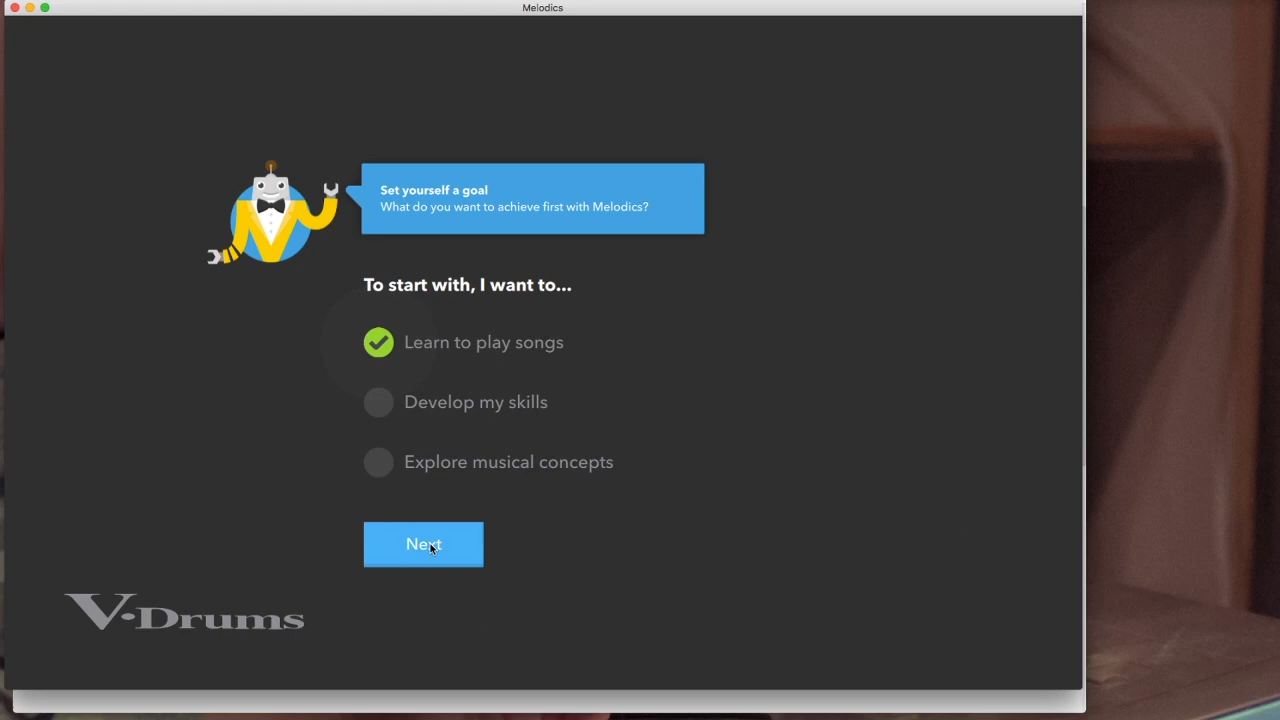 Melodics
Set yourself a goal
What do you want to achieve first with Melodics?
To start with, I want to...
Learn to play songs
Develop my skills
Explore musical concepts
Next
V-Drums